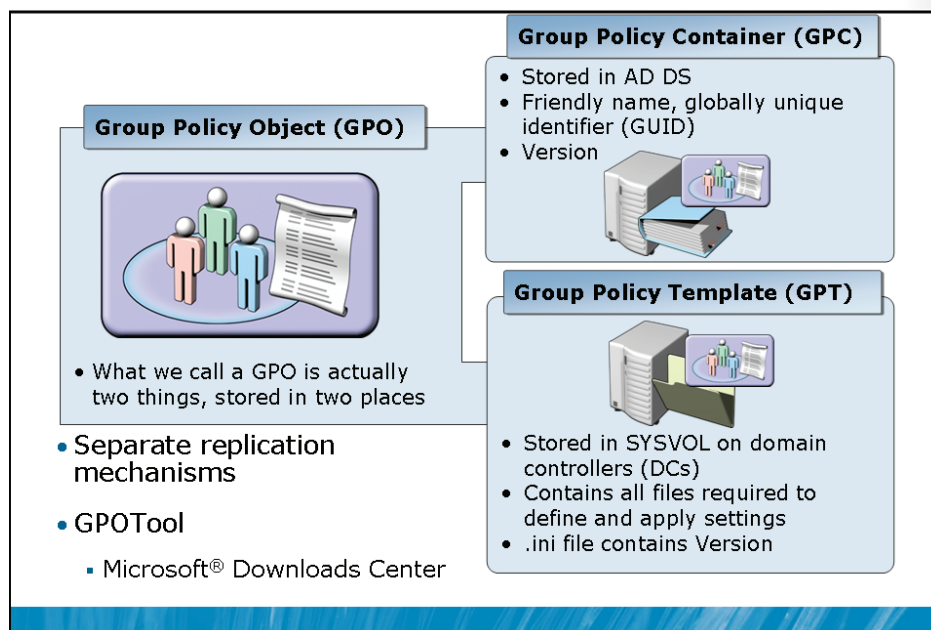 Group Policy Object (GPO)
• What we call a GPO is actually
two things, stored in two places
Group Policy Container (GPC)
• Stored in AD DS
• Friendly name, globally unique
identifier (GUID)
• Version
Group Policy Template (GPT)
• Stored in SYSVOL on domain
controllers (DCs)
• Contains all files required to
define and apply settings
• .ini file contains Version
• Separate replication
mechanisms
• GPOTool
▪ Microsoft® Downloads Center